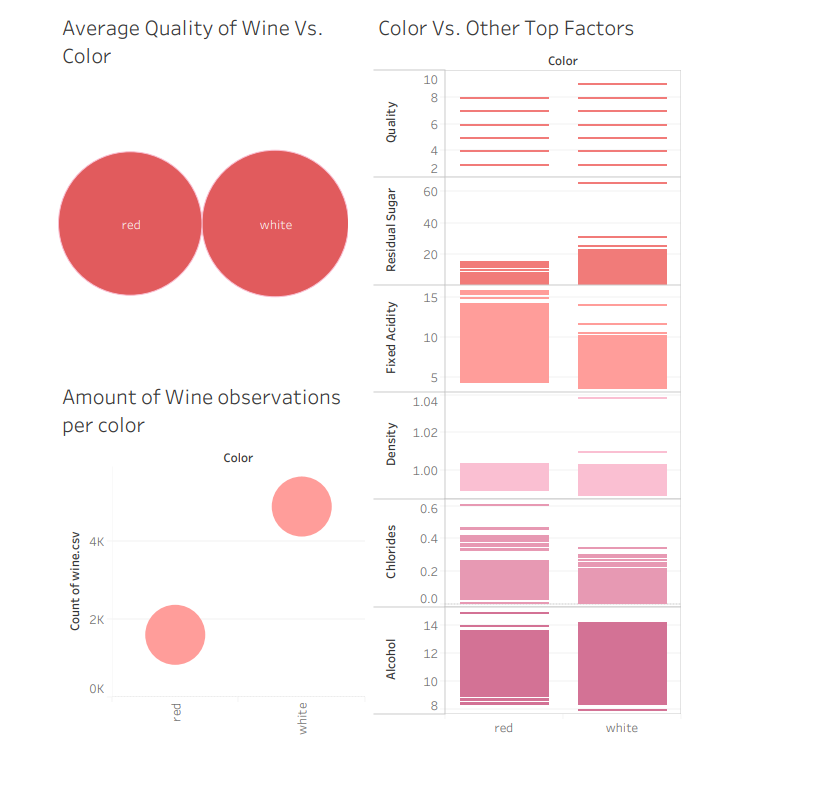 Average Quality of Wine Vs.
Color
red
white
Amount of Wine observations
per color
Color
Count of wine.csv
4K
2K
0K
red
white
Color Vs. Other Top Factors
Color
Quality
10
8
6
4
2
Residual Sugar
60
40
20
Fixed Acidity
15
10
5
Density
1.04
1.02
1.00
Chlorides
0.6
0.4
0.2
0.0
Alcohol
14
12
10
8
red
white